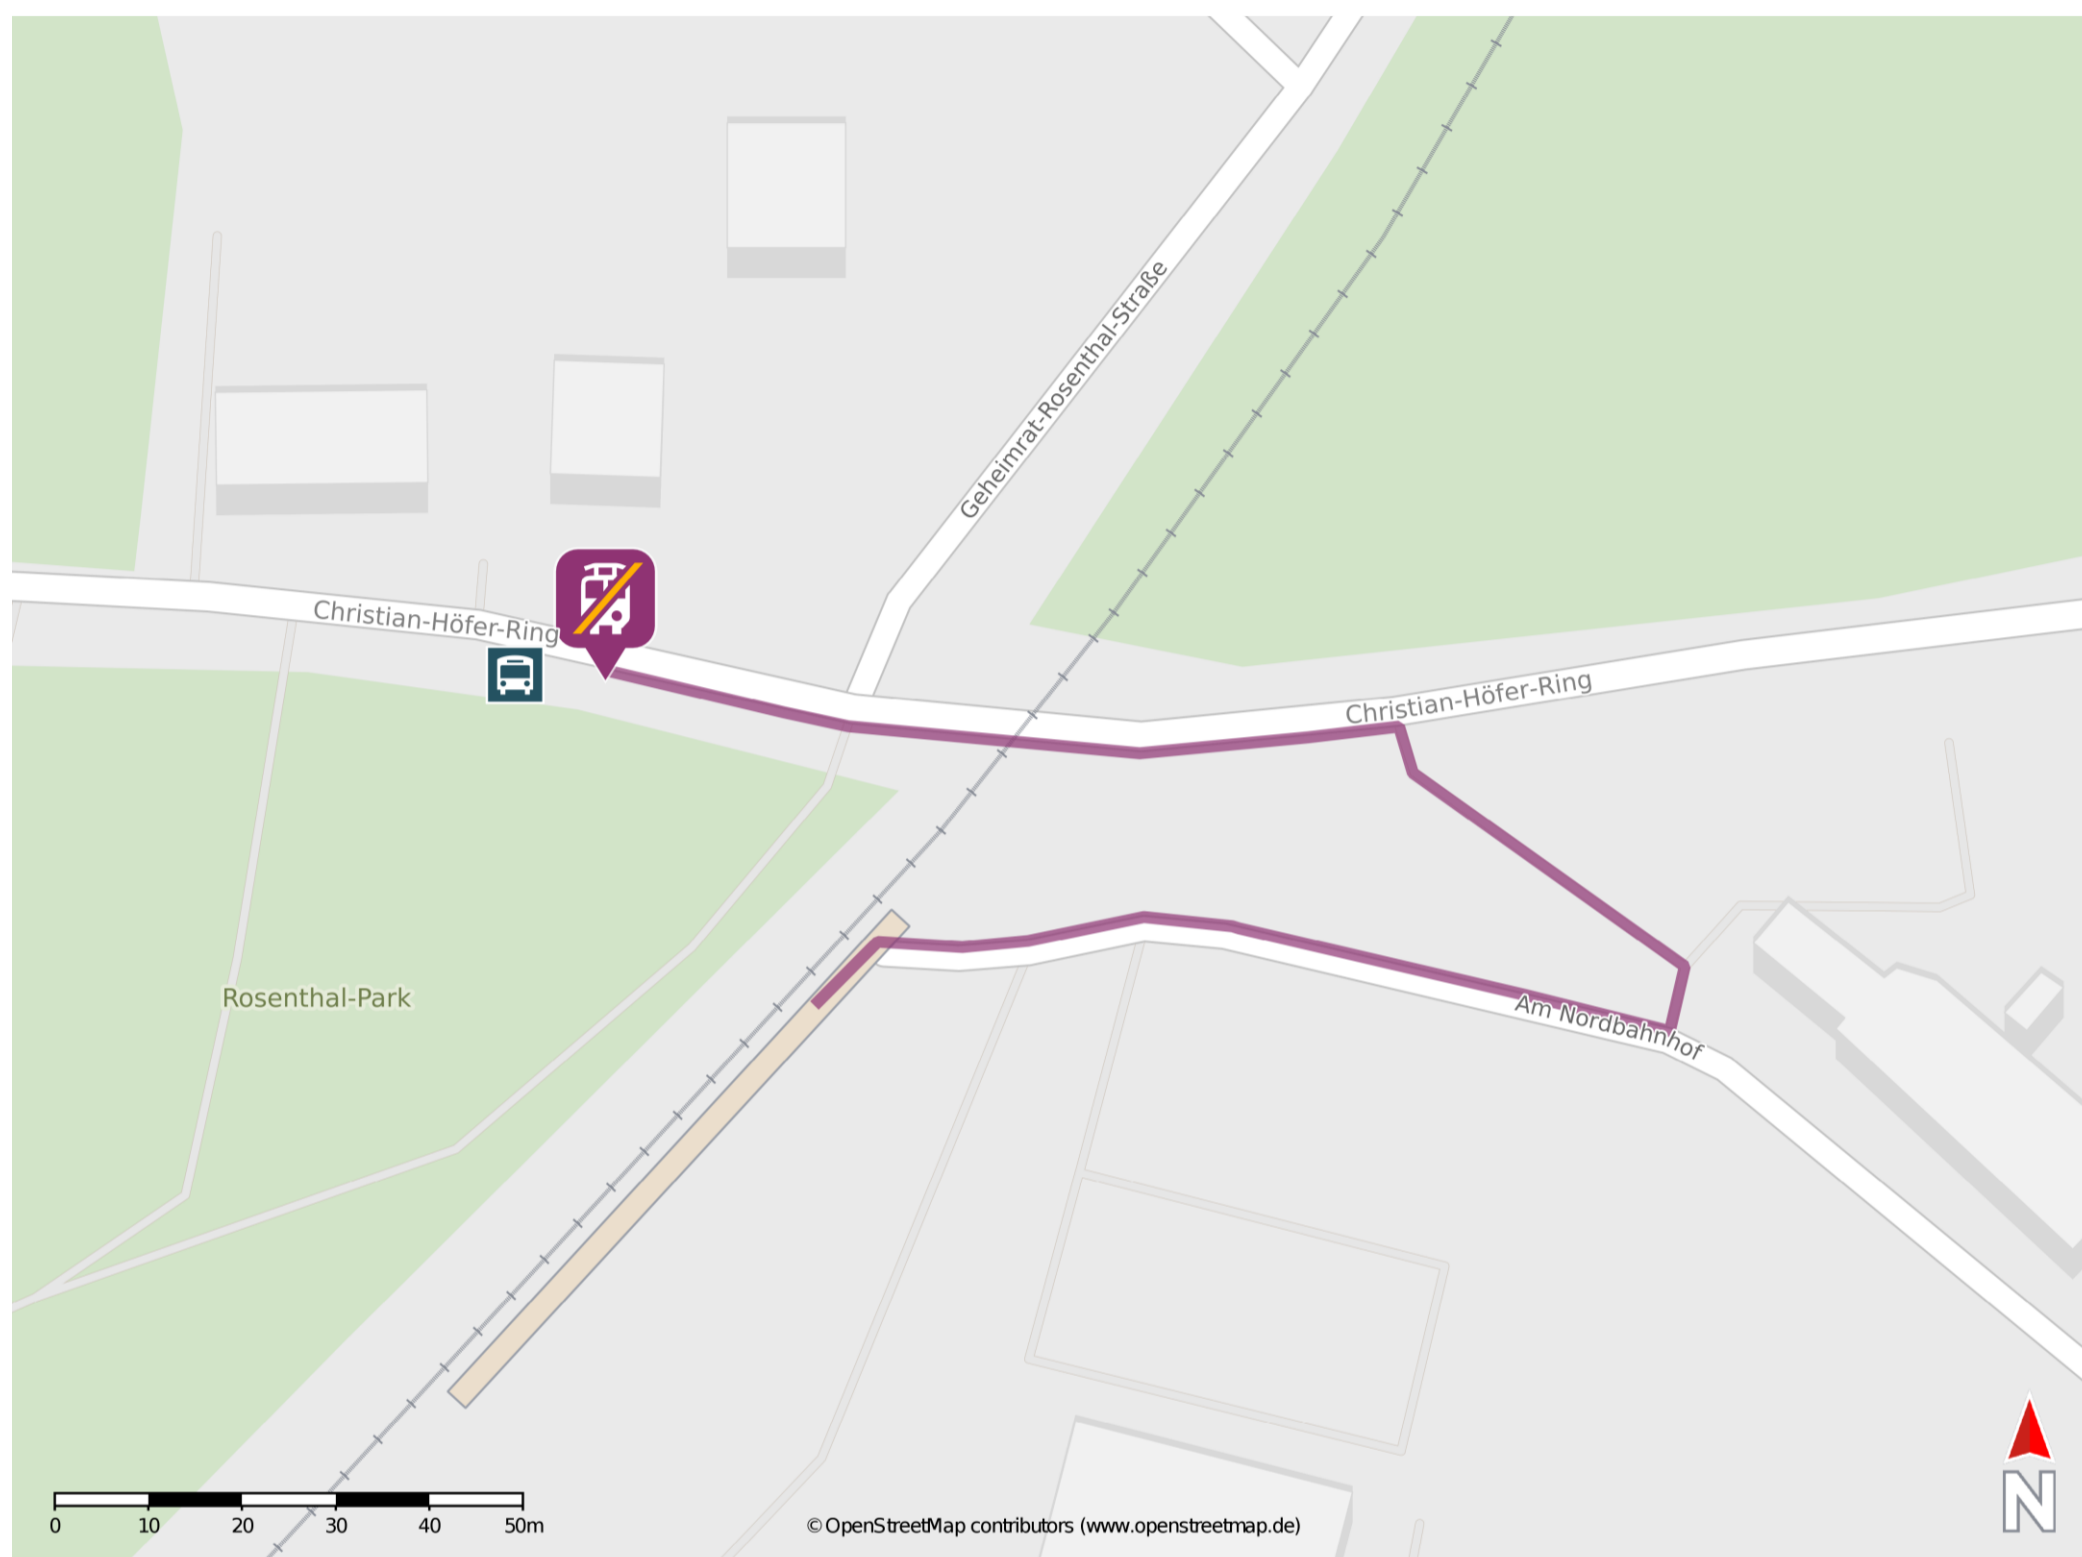 Geheimrat-Rosenthal-Straße
Christian-Höfer-Ring
Christian-Höfer-Ring
Rosenthal-Park
Am Nordbahnhof
0 10 20 30 40 50m
© OpenStreetMap contributors (www.openstreetmap.de)
N